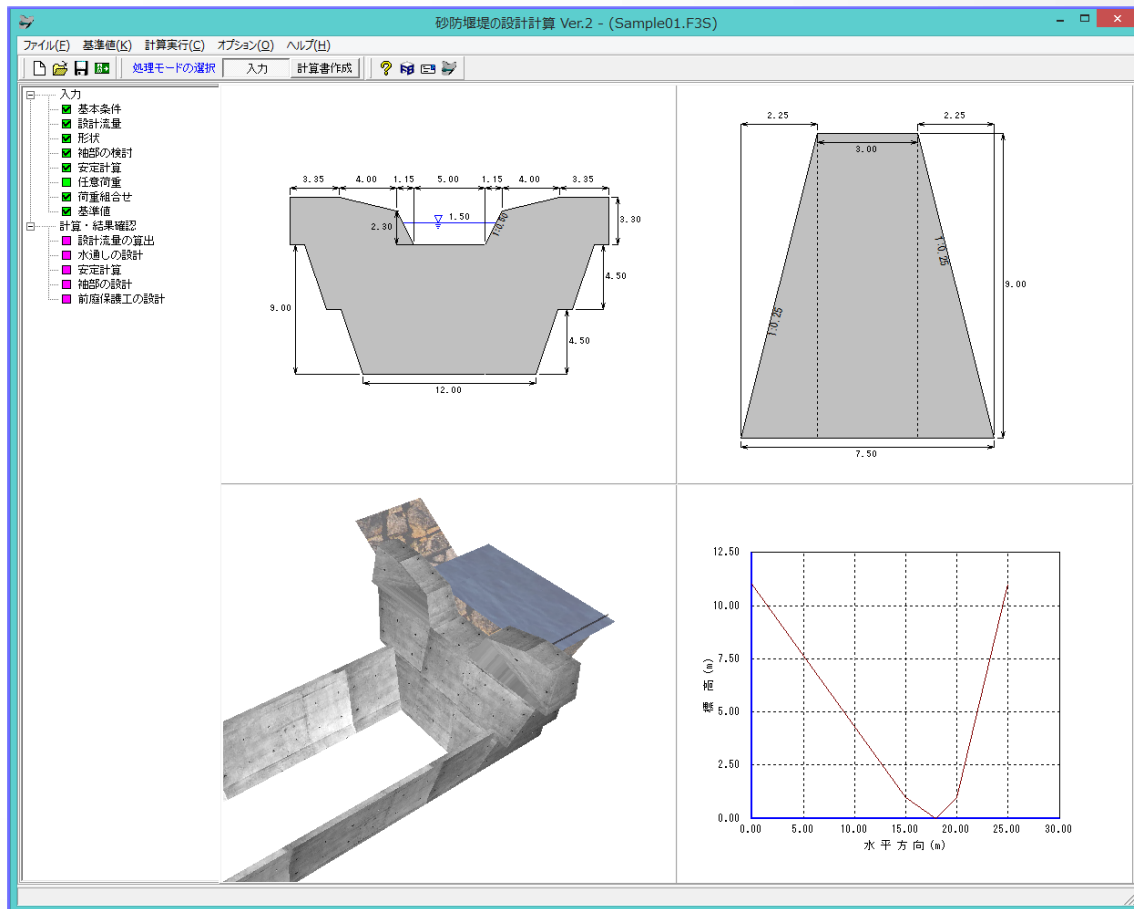 砂防堰堤の設計計算 Ver.2 - (Sample01.F3S)
ファイル(F) 基準値(K) 計算実行(C) オプション(O) ヘルプ(H)
処理モードの選択 入力 計算書作成
入力
基本条件
設計流量
形状
袖部の検討
安定計算
任意荷重
荷重組合せ
基準値
計算・結果確認
設計流量の算出
水通しの設計
安定計算
袖部の設計
前庭保護工の設計
3.35 4.00 1.15 5.00 1.15 4.00 3.35
2.30 1.50 1:0.50 3.30
4.50
9.00
4.50
12.00
2.25 2.25
3.00
1:0.25
9.00
1:0.25
7.50
12.50
10.00
7.50
5.00
2.50
0.00
標 高(m)
0.00 5.00 10.00 15.00 20.00 25.00 30.00
水 平 方 向(m)